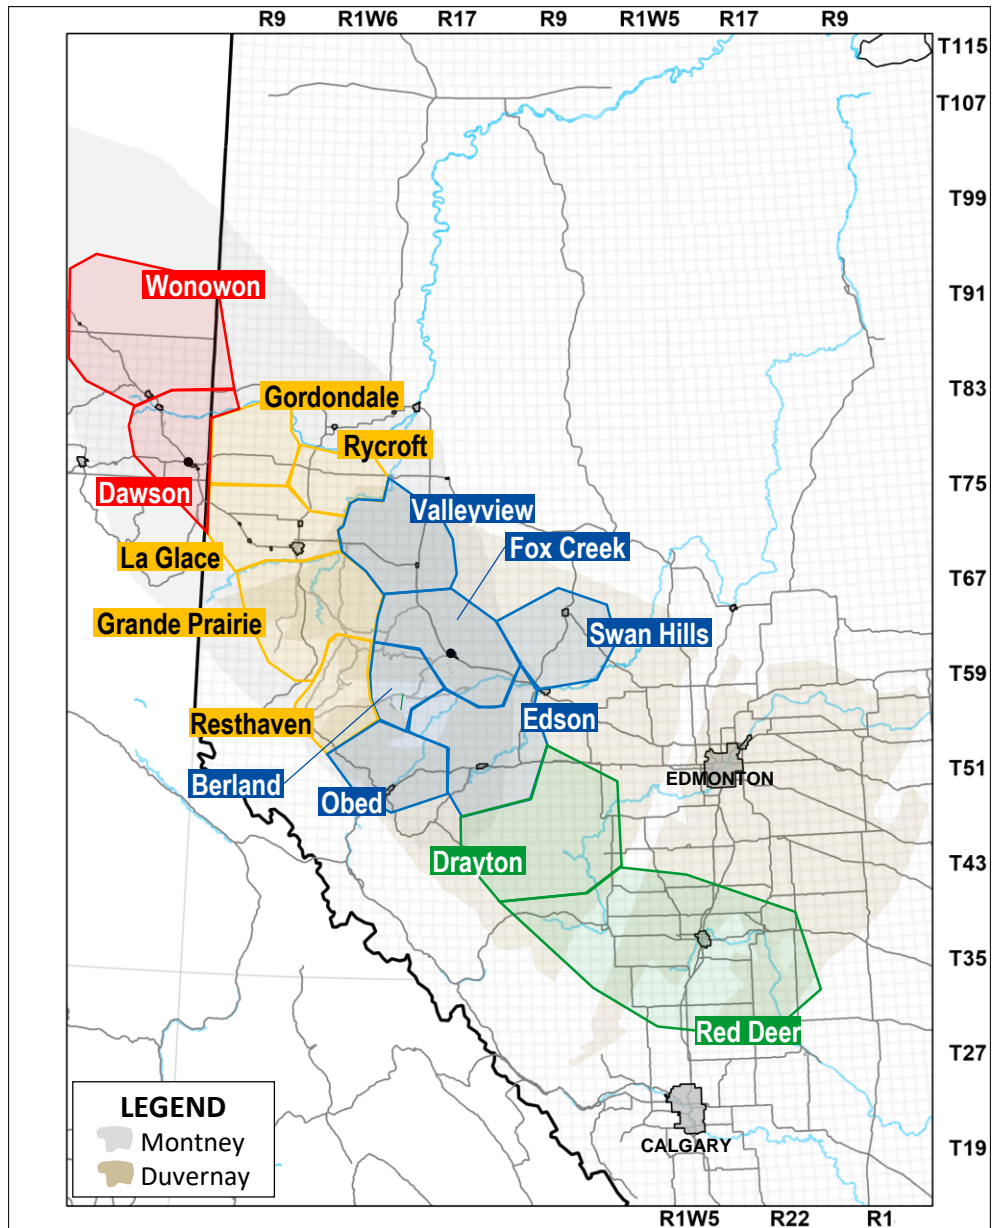 R9 R1W6 R17 R9 R1W5 R17 R9
T115
T107
T99
T91
T83
T75
T67
T59
T51
T43
T35
T27
T19
Wonowon
Gordondale
Rycroft
Dawson
Valleyview
Fox Creek
La Glace
Grande Prairie
Swan Hills
Resthaven
Edson
Berland
EDMONTON
Obed
Drayton
Red Deer
CALGARY
LEGEND
Montney
Duvernay
R1W5 R22 R1